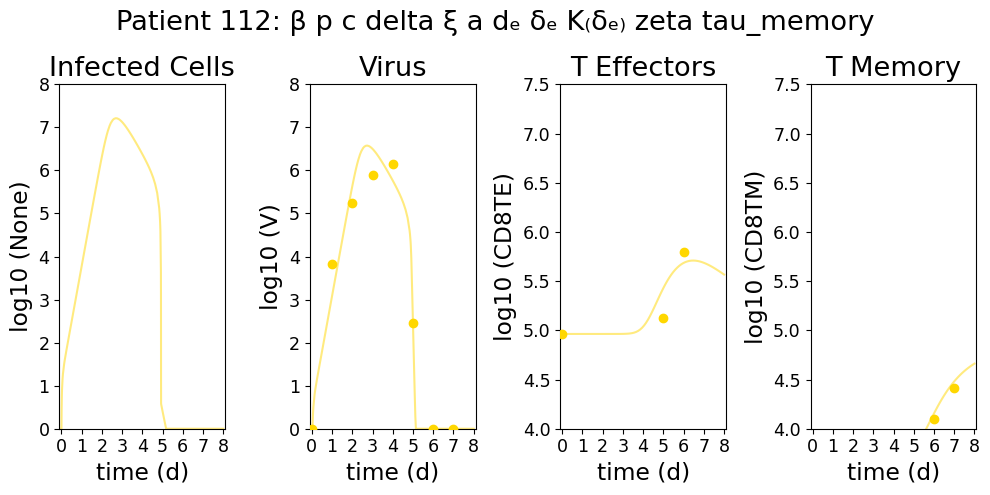 Patient 112: β p c delta ξ a dₑ δₑ K₍δₑ₎ zeta tau_memory
Infected Cells
log10 (None)
8
7
6
5
4
3
2
1
0
0 1 2 3 4 5 6 7 8
time (d)
Virus
log10 (V)
8
7
6
5
4
3
2
1
0
0 1 2 3 4 5 6 7 8
time (d)
T Effectors
log10 (CD8TE)
7.5
7.0
6.5
6.0
5.5
5.0
4.5
4.0
0 1 2 3 4 5 6 7 8
time (d)
T Memory
log10 (CD8TM)
7.5
7.0
6.5
6.0
5.5
5.0
4.5
4.0
0 1 2 3 4 5 6 7 8
time (d)